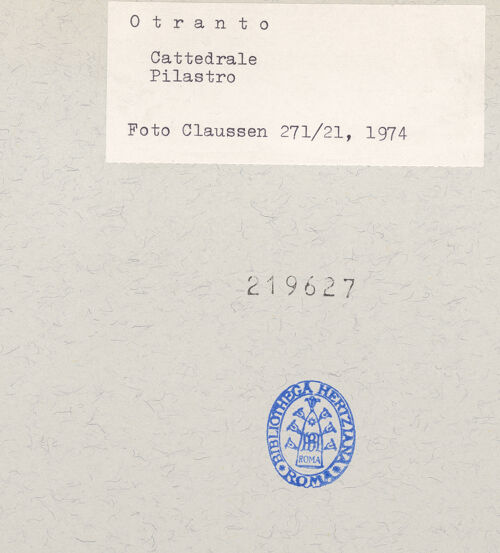 O t r a n t o
Cattedrale
Pilastro
Foto Claussen 271/21, 1974
219627
BIBLIOTHECA HERTZIANA
ROMA
ROMA